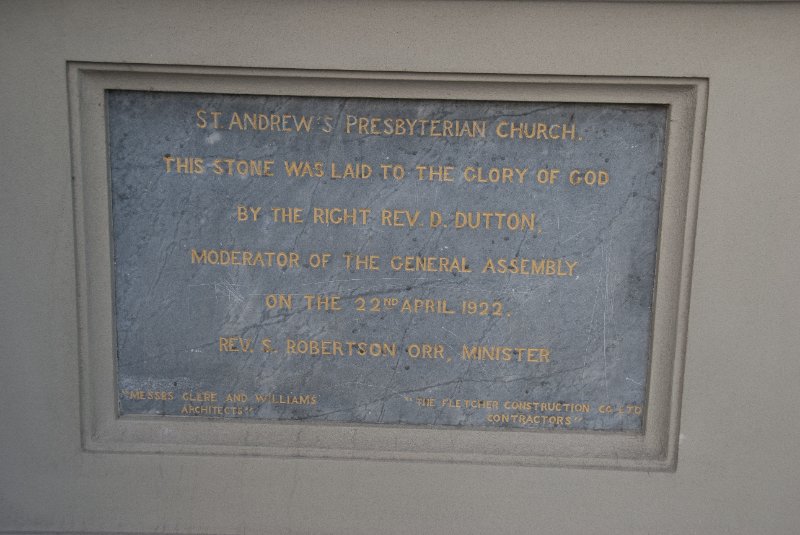 ST. ANDREW'S PRESBYTERIAN CHURCH.
THIS STONE WAS LAID TO THE GLORY OF GOD
BY THE RIGHT REV. D. DUTTON,
MODERATOR OF THE GENERAL ASSEMBLY
ON THE 22ND APRIL 1922.
REV. S. ROBERTSON ORR, MINISTER
"MESSRS CLERE AND WILLIAMS
ARCHITECTS"
"THE FLETCHER CONSTRUCTION CO LTD
CONTRACTORS"